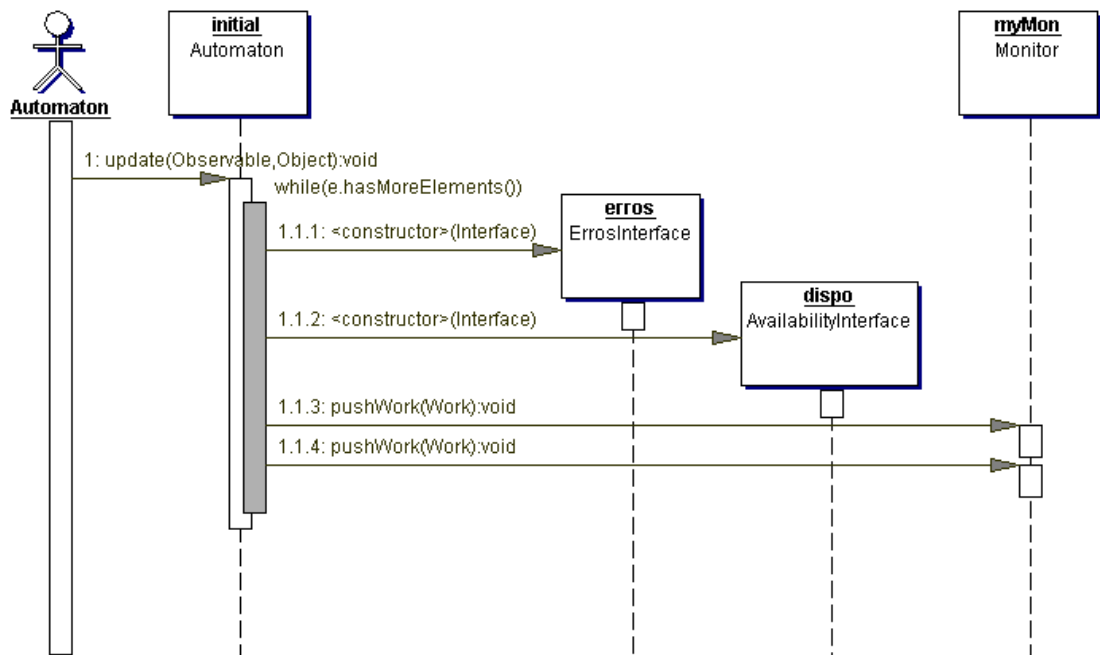 initial
Automaton
myMon
Monitor
Automaton
1: update(Observable,Object):void
while(e.hasMoreElements())
erros
ErrosInterface
1.1.1: <constructor>(Interface)
dispo
AvailabilityInterface
1.1.2: <constructor>(Interface)
1.1.3: pushWork(Work):void
1.1.4: pushWork(Work):void